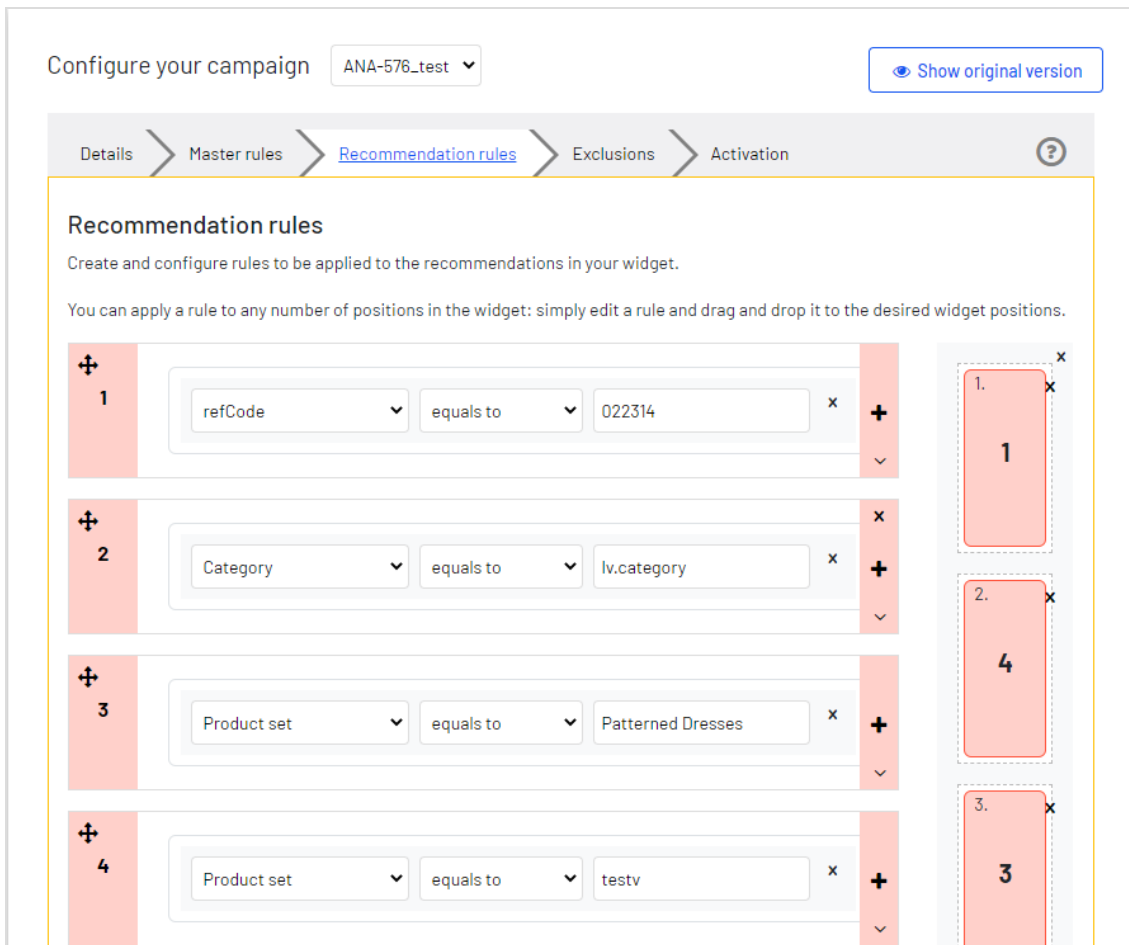 Configure your campaign ANA-576_test Show original version
Details Master rules Recommendation rules Exclusions Activation ?
Recommendation rules
Create and configure rules to be applied to the recommendations in your widget.
You can apply a rule to any number of positions in the widget: simply edit a rule and drag and drop it to the desired widget positions.
1 refCode equals to 022314 x +
2 Category equals to lv.category x + x
3 Product set equals to Patterned Dresses x +
4 Product set equals to testv x +
x
1. x
1
2. x
4
3. x
3